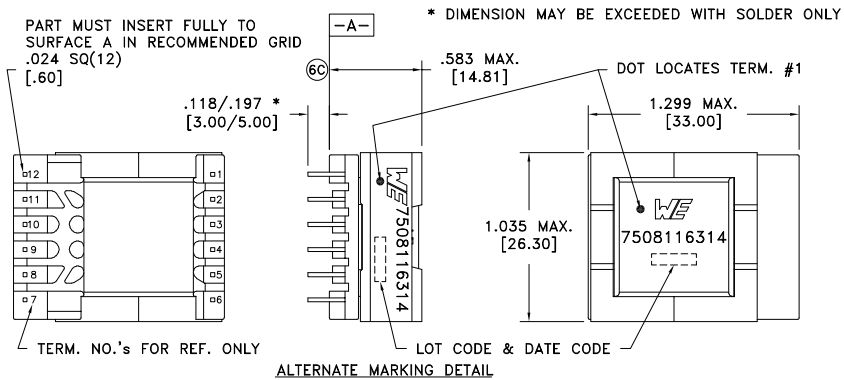 * DIMENSION MAY BE EXCEEDED WITH SOLDER ONLY
PART MUST INSERT FULLY TO
SURFACE A IN RECOMMENDED GRID
.024 SQ(12)
[.60]
-A-
6C
.583 MAX.
[14.81]
DOT LOCATES TERM. #1
.118/.197 *
[3.00/5.00]
1.299 MAX.
[33.00]
12
11
10
9
8
7
1
2
3
4
5
6
WE 7508116314
1.035 MAX.
[26.30]
WE
7508116314
TERM. NO.'s FOR REF. ONLY
LOT CODE & DATE CODE
ALTERNATE MARKING DETAIL